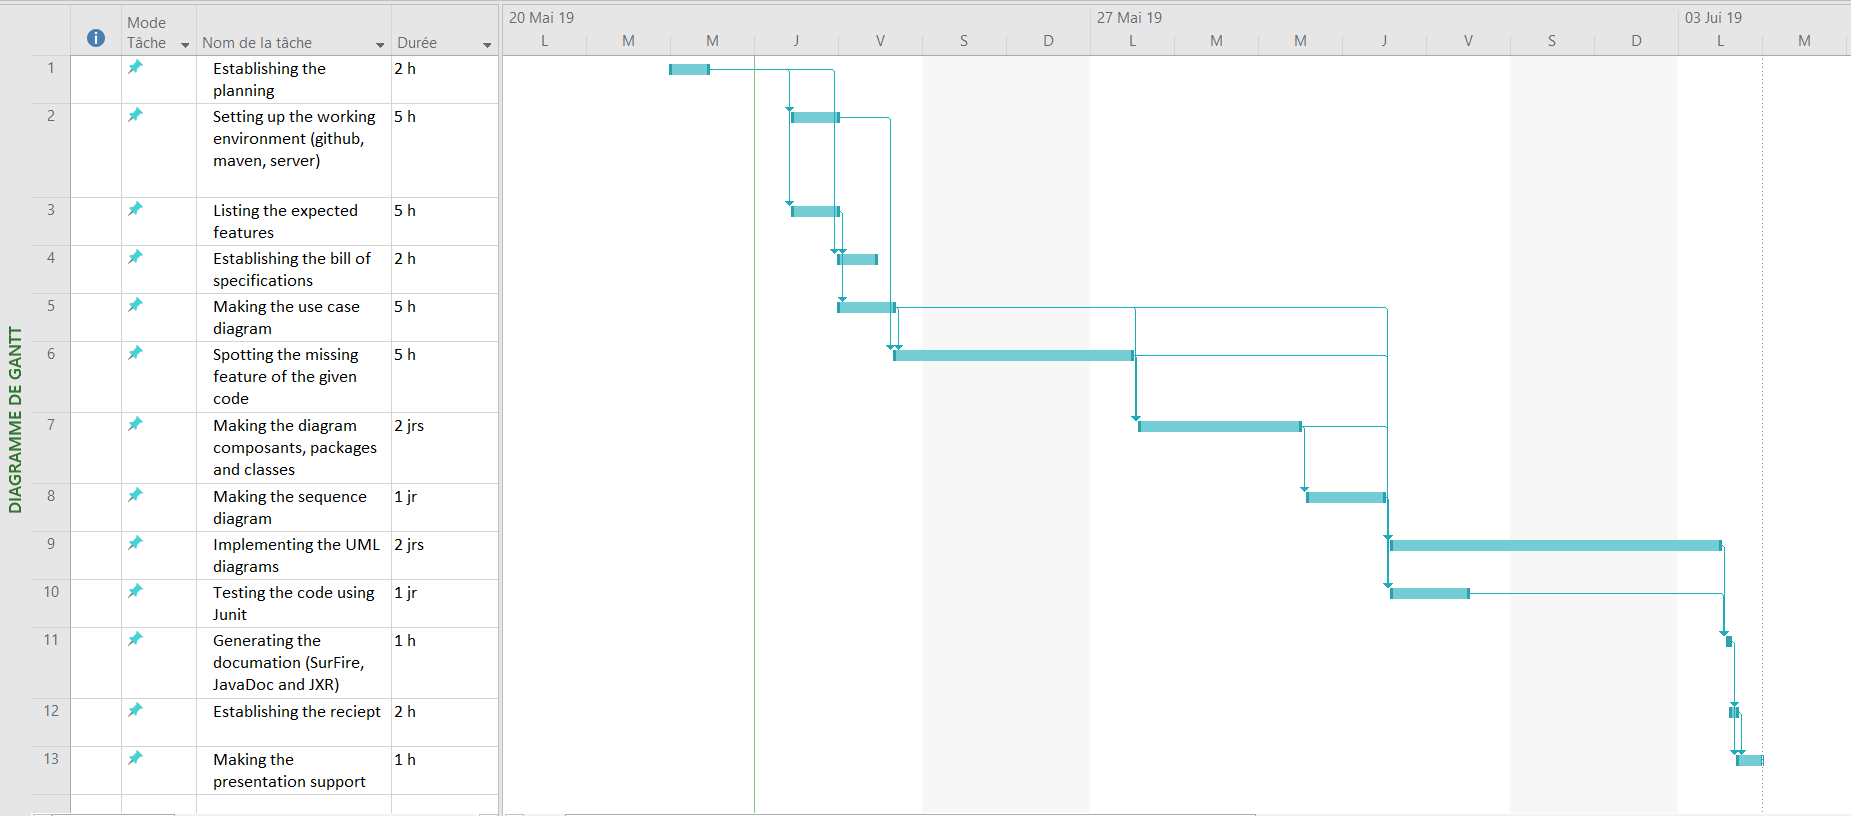 DIAGRAMME DE GANTT
i
Mode
Tâche
Nom de la tâche
Durée
20 Mai 19
27 Mai 19
03 Jui 19
L M M J V S D L M M J V S D L M
1
Establishing the
planning
2 h
2
Setting up the working
environment (github,
maven, server)
5 h
3
Listing the expected
features
5 h
4
Establishing the bill of
specifications
2 h
5
Making the use case
diagram
5 h
6
Spotting the missing
feature of the given
code
5 h
7
Making the diagram
composants, packages
and classes
2 jrs
8
Making the sequence
diagram
1 jr
9
Implementing the UML
diagrams
2 jrs
10
Testing the code using
Junit
1 jr
11
Generating the
documation (SurFire,
JavaDoc and JXR)
1 h
12
Establishing the reciept
2 h
13
Making the
presentation support
1 h